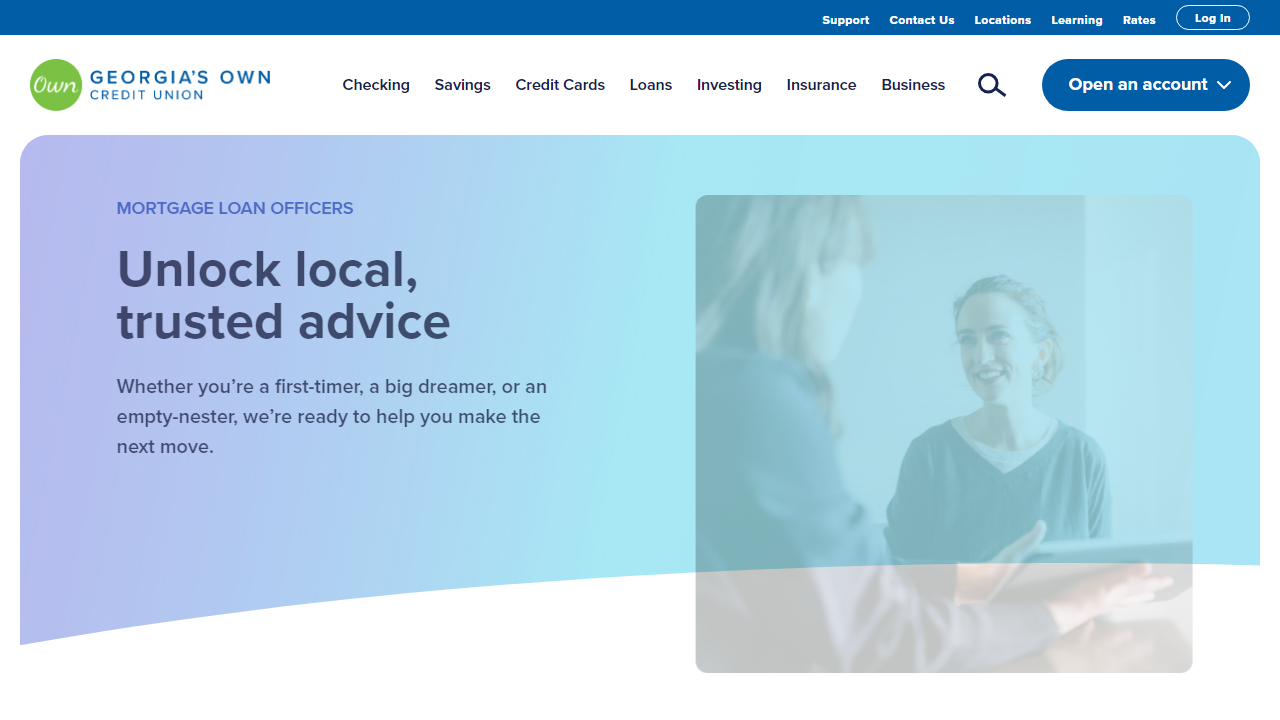 Support Contact Us Locations Learning Rates Log In
Own GEORGIA'S OWN
CREDIT UNION
Checking Savings Credit Cards Loans Investing Insurance Business Open an account
MORTGAGE LOAN OFFICERS
Unlock local,
trusted advice
Whether you’re a first-timer, a big dreamer, or an
empty-nester, we’re ready to help you make the
next move.